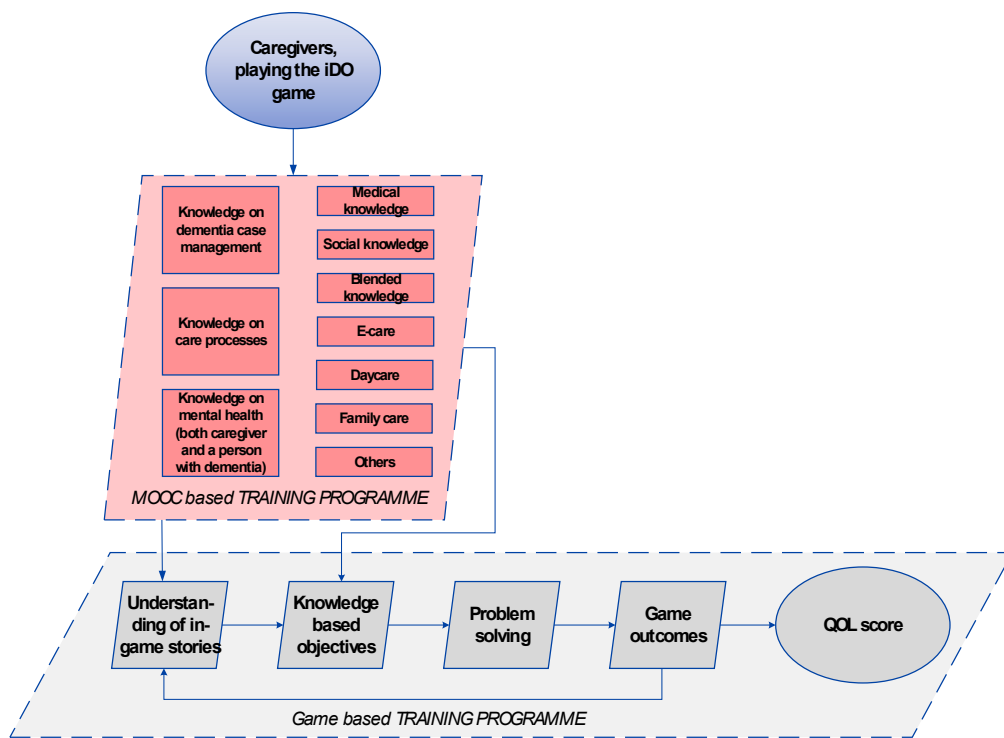 Caregivers,
playing the iDO
game
Knowledge on
dementia case
management
Knowledge on
care processes
Knowledge on
mental health
(both caregiver
and a person
with dementia)
Medical
knowledge
Social knowledge
Blended
knowledge
E-care
Daycare
Family care
Others
MOOC based TRAINING PROGRAMME
Understan-
ding of in-
game stories
Knowledge
based
objectives
Problem
solving
Game
outcomes
QOL score
Game based TRAINING PROGRAMME